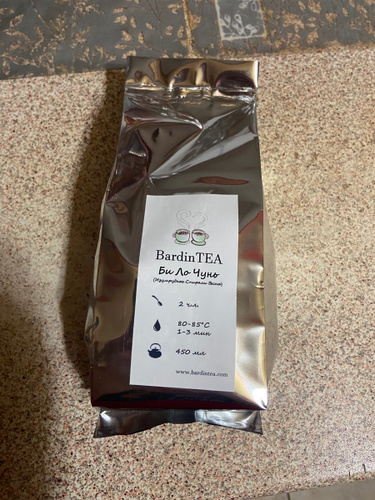 BardinTEA
Би Ло Чунь
(Изумрудные Спирали Весны)
2 ч.л.
80-85°C
1-3 мин
450 мл
www.bardintea.com